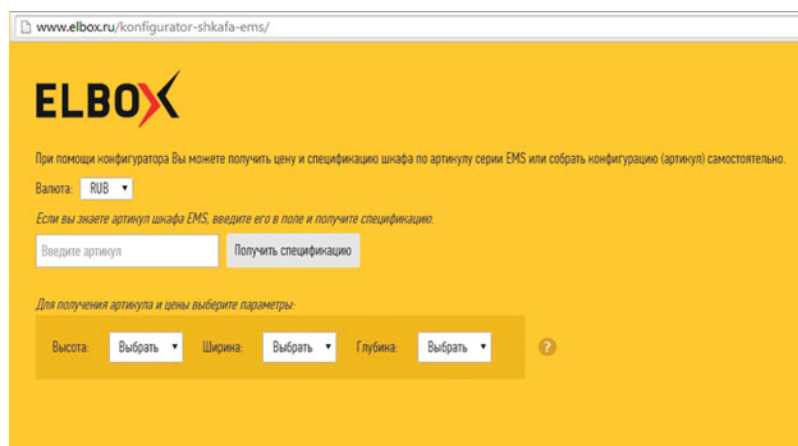 www.elbox.ru/konfigurator-shkafa-ems/
ELBOX
При помощи конфигуратора Вы можете получить цену и спецификацию шкафа по артикулу серии EMS или собрать конфигурацию (артикул) самостоятельно.
Валюта: RUB
Если вы знаете артикул шкафа EMS, введите его в поле и получите спецификацию.
Введите артикул Получить спецификацию
Для получения артикула и цены выберите параметры:
Высота: Выбрать Ширина: Выбрать Глубина: Выбрать ?